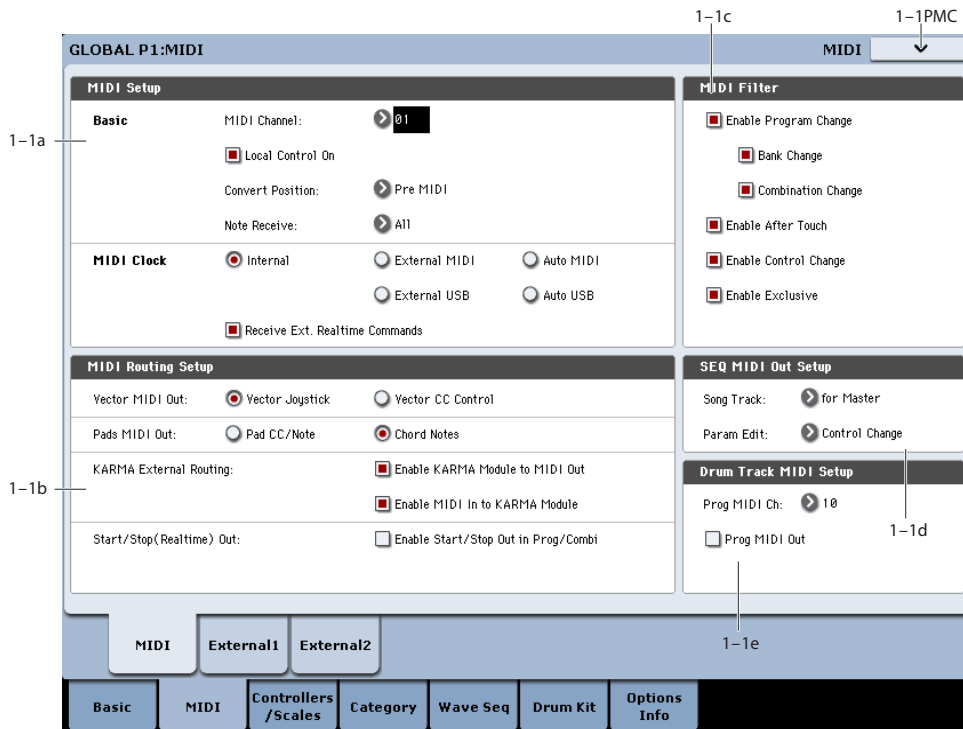 1–1c
1–1PMC
GLOBAL P1:MIDI
MIDI
MIDI Setup
1–1a
Basic
MIDI Channel:
01
Local Control On
Convert Position:
Pre MIDI
Note Receive:
All
MIDI Clock
Internal
External MIDI
Auto MIDI
External USB
Auto USB
Receive Ext. Realtime Commands
MIDI Filter
Enable Program Change
Bank Change
Combination Change
Enable After Touch
Enable Control Change
Enable Exclusive
MIDI Routing Setup
1–1b
Vector MIDI Out:
Vector Joystick
Vector CC Control
Pads MIDI Out:
Pad CC/Note
Chord Notes
KARMA External Routing:
Enable KARMA Module to MIDI Out
Enable MIDI In to KARMA Module
Start/Stop(Realtime) Out:
Enable Start/Stop Out in Prog/Combi
SEQ MIDI Out Setup
Song Track:
for Master
Param Edit:
Control Change
Drum Track MIDI Setup
Prog MIDI Ch:
10
1–1d
Prog MIDI Out
1–1e
MIDI
External1
External2
Basic
MIDI
Controllers
/Scales
Category
Wave Seq
Drum Kit
Options
Info